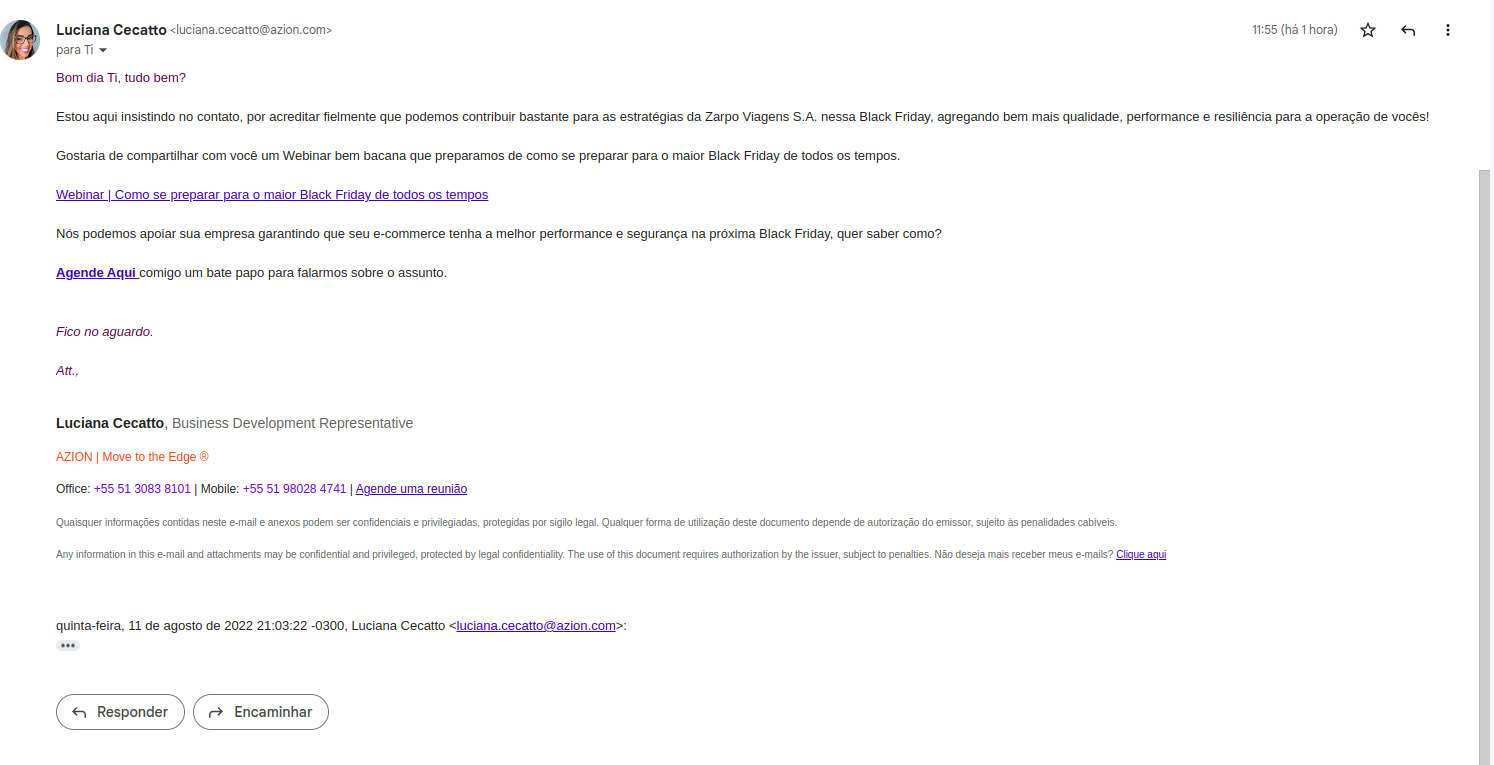 Luciana Cecatto <luciana.cecatto@azion.com>
11:55 (há 1 hora)
para Ti
Bom dia Ti, tudo bem?
Estou aqui insistindo no contato, por acreditar fielmente que podemos contribuir bastante para as estratégias da Zarpo Viagens S.A. nessa Black Friday, agregando bem mais qualidade, performance e resiliência para a operação de vocês!
Gostaria de compartilhar com você um Webinar bem bacana que preparamos de como se preparar para o maior Black Friday de todos os tempos.
Webinar | Como se preparar para o maior Black Friday de todos os tempos
Nós podemos apoiar sua empresa garantindo que seu e-commerce tenha a melhor performance e segurança na próxima Black Friday, quer saber como?
Agende Aqui comigo um bate papo para falarmos sobre o assunto.
Fico no aguardo.
Att.,
Luciana Cecatto, Business Development Representative
AZION | Move to the Edge ®
Office: +55 51 3083 8101 | Mobile: +55 51 98028 4741 | Agende uma reunião
Quaisquer informações contidas neste e-mail e anexos podem ser confidenciais e privilegiadas, protegidas por sigilo legal. Qualquer forma de utilização deste documento depende de autorização do emissor, sujeito às penalidades cabíveis.
Any information in this e-mail and attachments may be confidential and privileged, protected by legal confidentiality. The use of this document requires authorization by the issuer, subject to penalties. Não deseja mais receber meus e-mails? Clique aqui
quinta-feira, 11 de agosto de 2022 21:03:22 -0300, Luciana Cecatto <luciana.cecatto@azion.com>:
Responder
Encaminhar